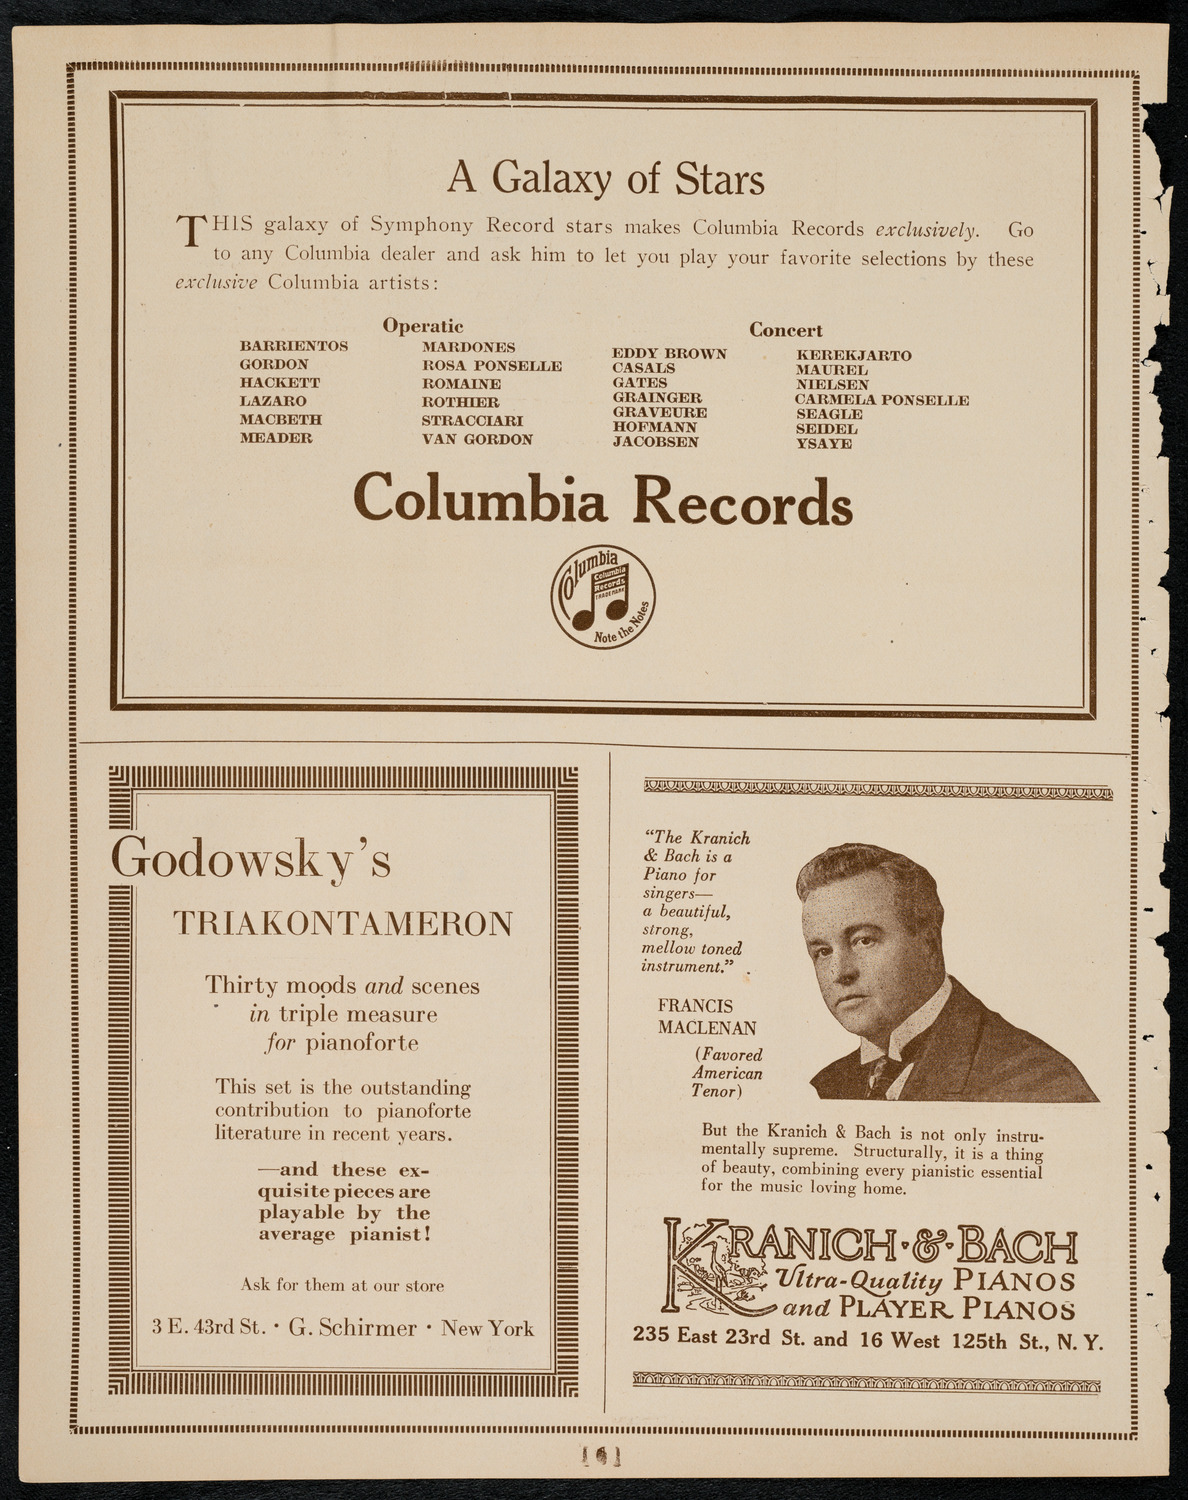 A Galaxy of Stars
THIS galaxy of Symphony Record stars makes Columbia Records exclusively. Go
to any Columbia dealer and ask him to let you play your favorite selections by these
exclusive Columbia artists:
Operatic
BARRIENTOS
GORDON
HACKETT
LAZARO
MACBETH
MEADER
MARDONES
ROSA PONSELLE
ROMAINE
ROTHIER
STRACCIARI
VAN GORDON
Concert
EDDY BROWN
CASALS
GATES
GRAINGER
GRAVEURE
HOFMANN
JACOBSEN
KEREKJARTO
MAUREL
NIELSEN
CARMELA PONSELLE
SEAGLE
SEIDEL
YSAYE
Columbia Records
Columbia
Columbia
Records
TRADE MARK
Note the Notes
Godowsky's
TRIAKONTAMERON
Thirty moods and scenes
in triple measure
for pianoforte
This set is the outstanding
contribution to pianoforte
literature in recent years.
—and these ex-
quisite pieces are
playable by the
average pianist!
Ask for them at our store
3 E. 43rd St. · G. Schirmer · New York
"The Kranich
& Bach is a
Piano for
singers—
a beautiful,
strong,
mellow toned
instrument."
FRANCIS
MACLENAN
(Favored
American
Tenor)
But the Kranich & Bach is not only instru-
mentally supreme. Structurally, it is a thing
of beauty, combining every pianistic essential
for the music loving home.
KRANICH·&·BACH
Ultra-Quality PIANOS
and PLAYER PIANOS
235 East 23rd St. and 16 West 125th St., N. Y.